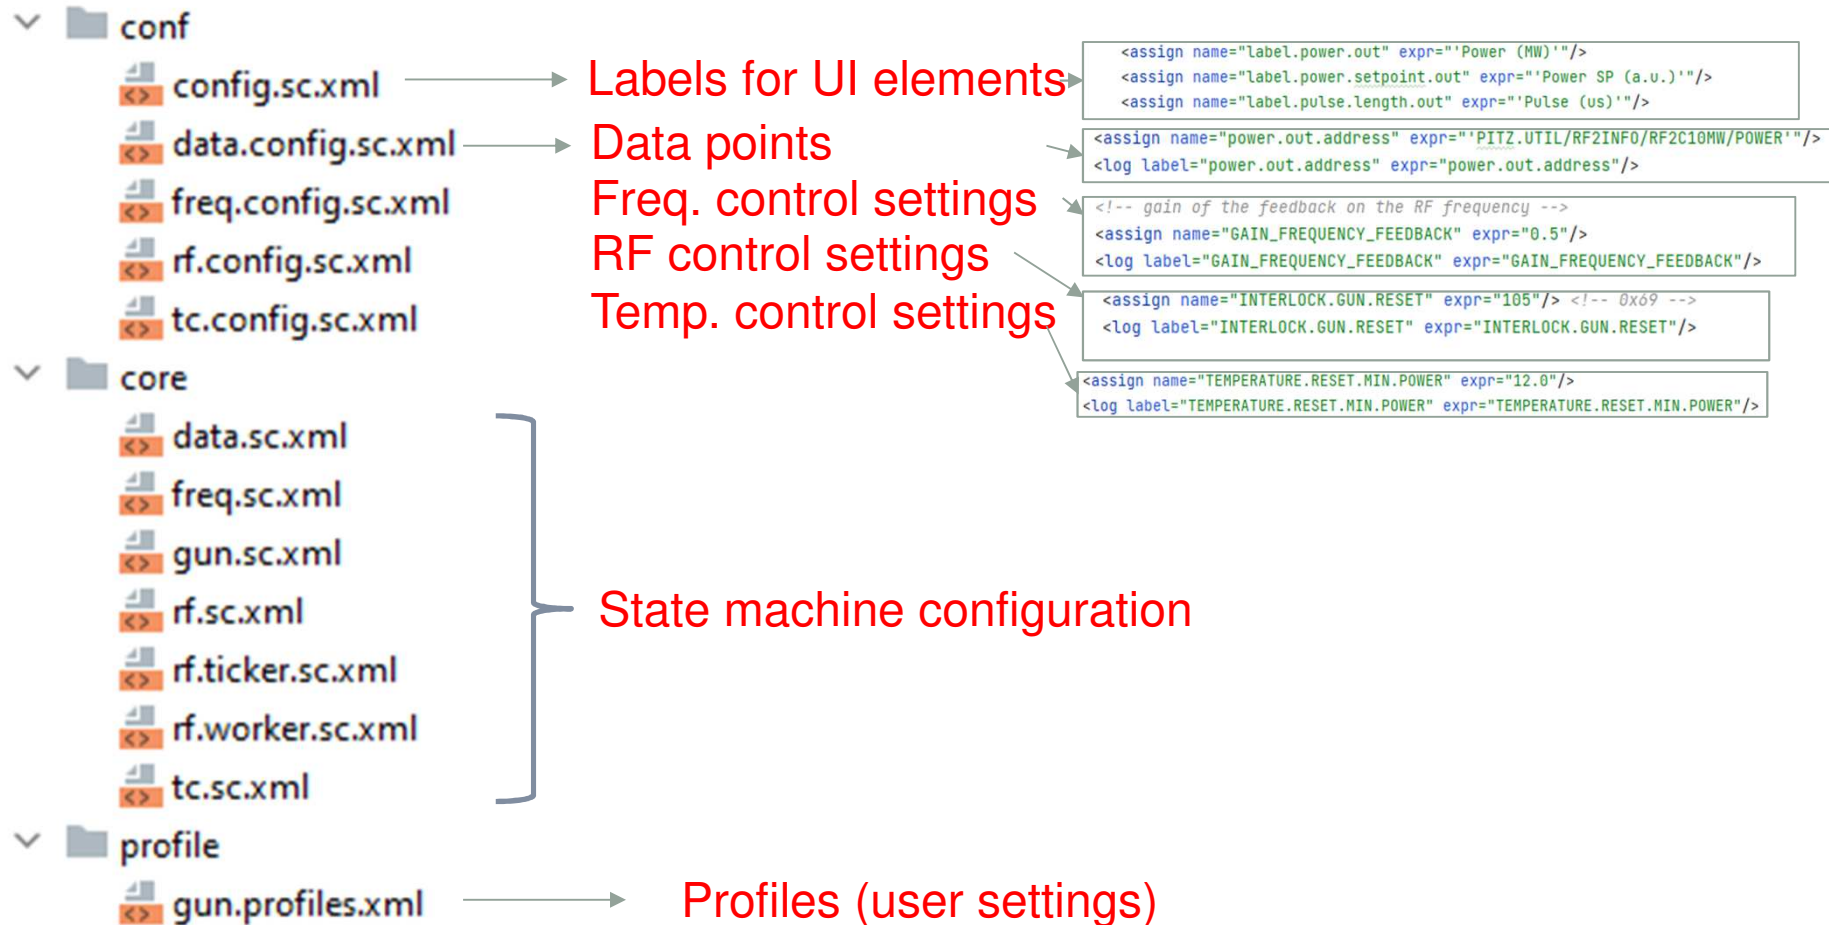 conf
config.sc.xml
data.config.sc.xml
freq.config.sc.xml
rf.config.sc.xml
tc.config.sc.xml
core
data.sc.xml
freq.sc.xml
gun.sc.xml
rf.sc.xml
rf.ticker.sc.xml
rf.worker.sc.xml
tc.sc.xml
profile
gun.profiles.xml
Labels for UI elements
Data points
Freq. control settings
RF control settings
Temp. control settings
State machine configuration
Profiles (user settings)
<assign name="label.power.out" expr="'Power (MW)'"/>
<assign name="label.power.setpoint.out" expr="'Power SP (a.u.)'"/>
<assign name="label.pulse.length.out" expr="'Pulse (us)'"/>
<assign name="power.out.address" expr="'PITZ.UTIL/RF2INFO/RF2C10MW/POWER'"/>
<log label="power.out.address" expr="power.out.address"/>
<!-- gain of the feedback on the RF frequency -->
<assign name="GAIN_FREQUENCY_FEEDBACK" expr="0.5"/>
<log label="GAIN_FREQUENCY_FEEDBACK" expr="GAIN_FREQUENCY_FEEDBACK"/>
<assign name="INTERLOCK.GUN.RESET" expr="105"/> <!-- 0x69 -->
<log label="INTERLOCK.GUN.RESET" expr="INTERLOCK.GUN.RESET"/>
<assign name="TEMPERATURE.RESET.MIN.POWER" expr="12.0"/>
<log label="TEMPERATURE.RESET.MIN.POWER" expr="TEMPERATURE.RESET.MIN.POWER"/>